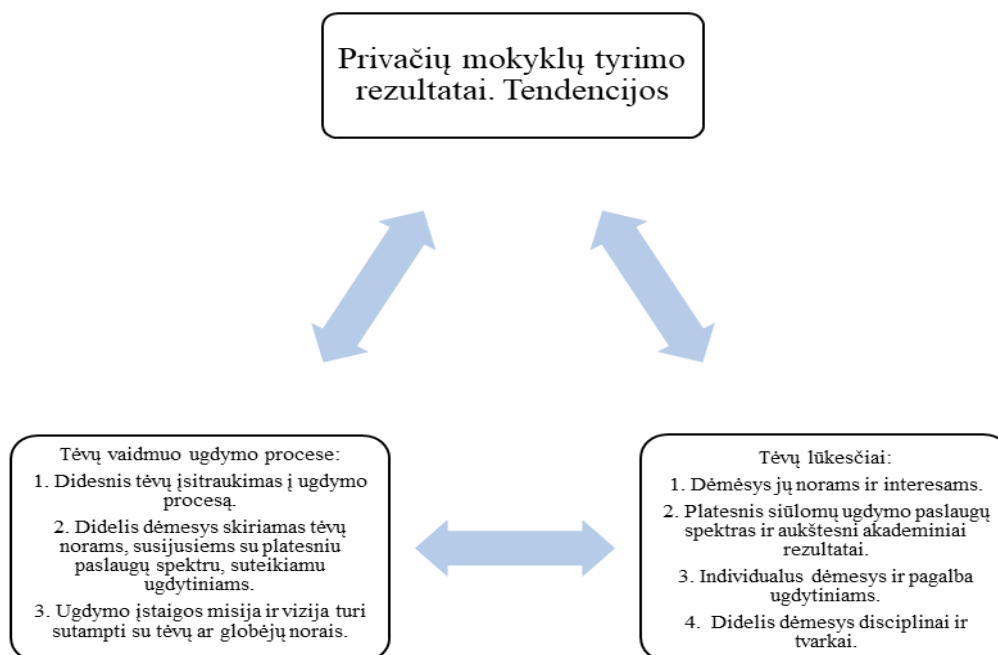 Privačių mokyklų tyrimo
rezultatai. Tendencijos
Tėvų vaidmuo ugdymo procese:
1. Didesnis tėvų įsitraukimas į ugdymo
procesą.
2. Didelis dėmesys skiriamas tėvų
norams, susijusiems su platesniu
paslaugų spektru, suteikiamu
ugdytiniams.
3. Ugdymo įstaigos misija ir vizija turi
sutampti su tėvų ar globėjų norais.
Tėvų lūkesčiai:
1. Dėmėsys jų norams ir interesams.
2. Platesnis siūlomų ugdymo paslaugų
spektras ir aukštesni akademiniai
rezultatai.
3. Individualus dėmesys ir pagalba
ugdytiniams.
4. Didelis dėmesys disciplinai ir
tvarkai.